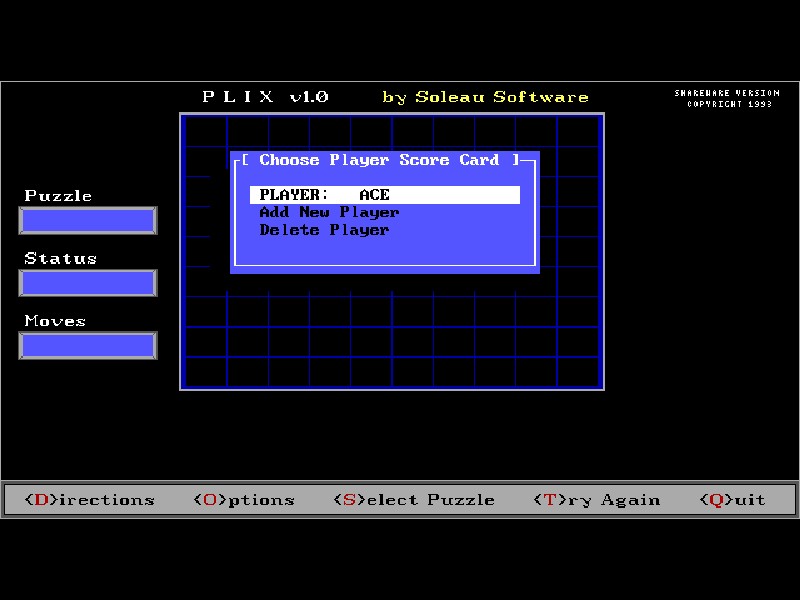 P L I X v1.0 by Soleau Software
SHAREWARE VERSION
COPYRIGHT 1993
[ Choose Player Score Card ]
PLAYER: ACE
Add New Player
Delete Player
Puzzle
Status
Moves
<D>irections <O>ptions <S>elect Puzzle <T>ry Again <Q>uit